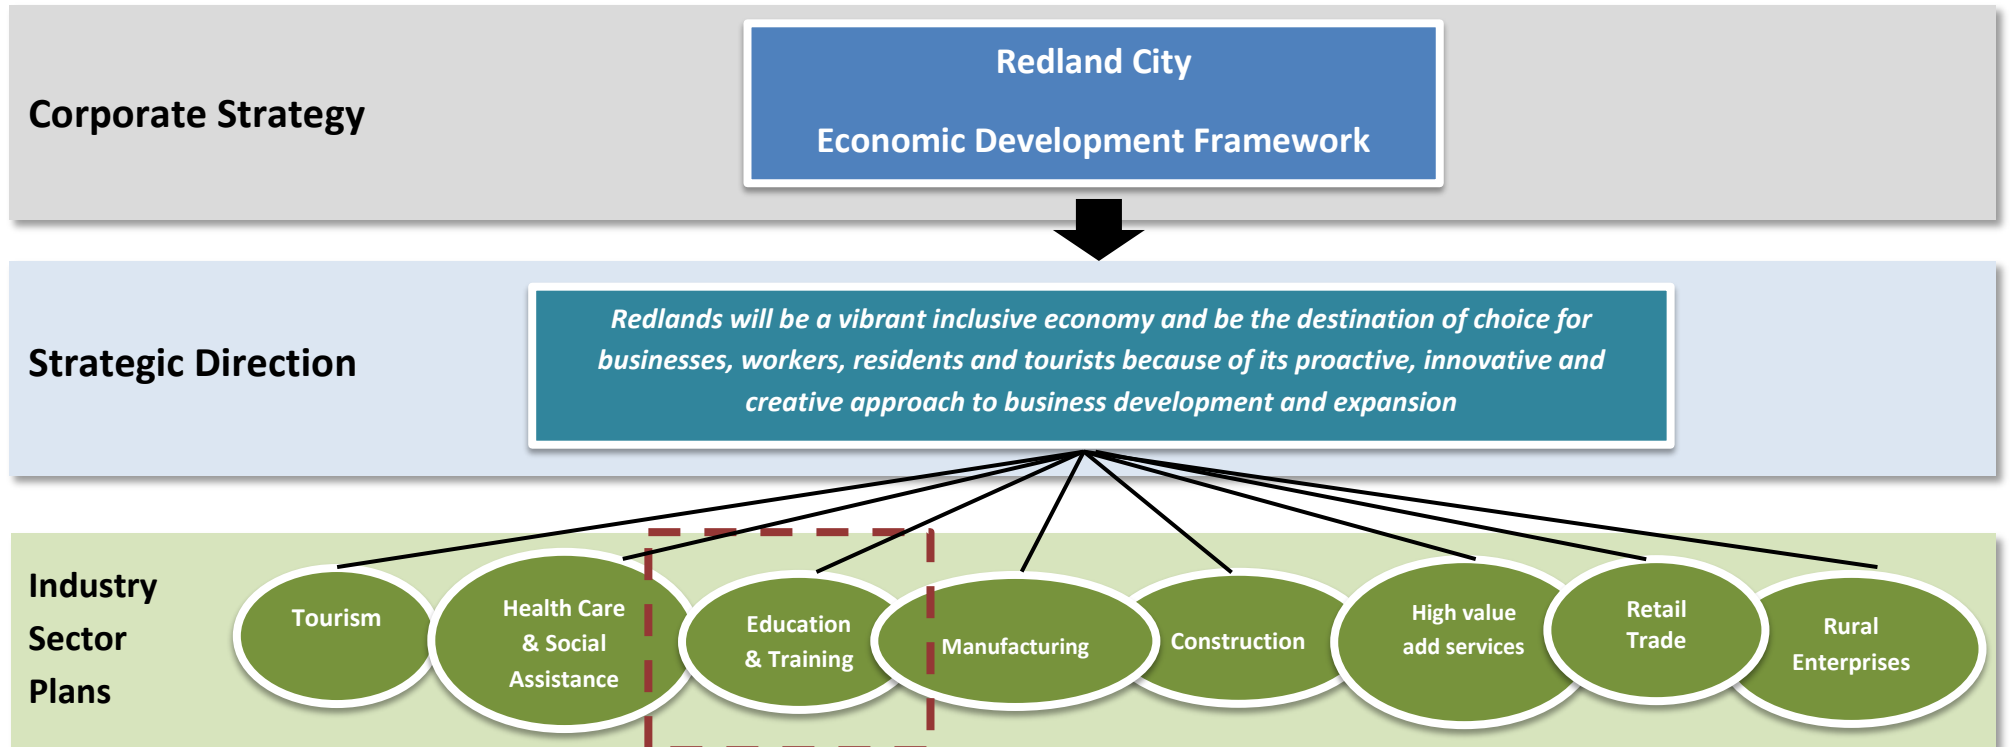 Corporate Strategy
Redland City
Economic Development Framework
Strategic Direction
Redlands will be a vibrant inclusive economy and be the destination of choice for
businesses, workers, residents and tourists because of its proactive, innovative and
creative approach to business development and expansion
Industry
Sector
Plans
Tourism
Health Care
& Social
Assistance
Education
& Training
Manufacturing
Construction
High value
add services
Retail
Trade
Rural
Enterprises